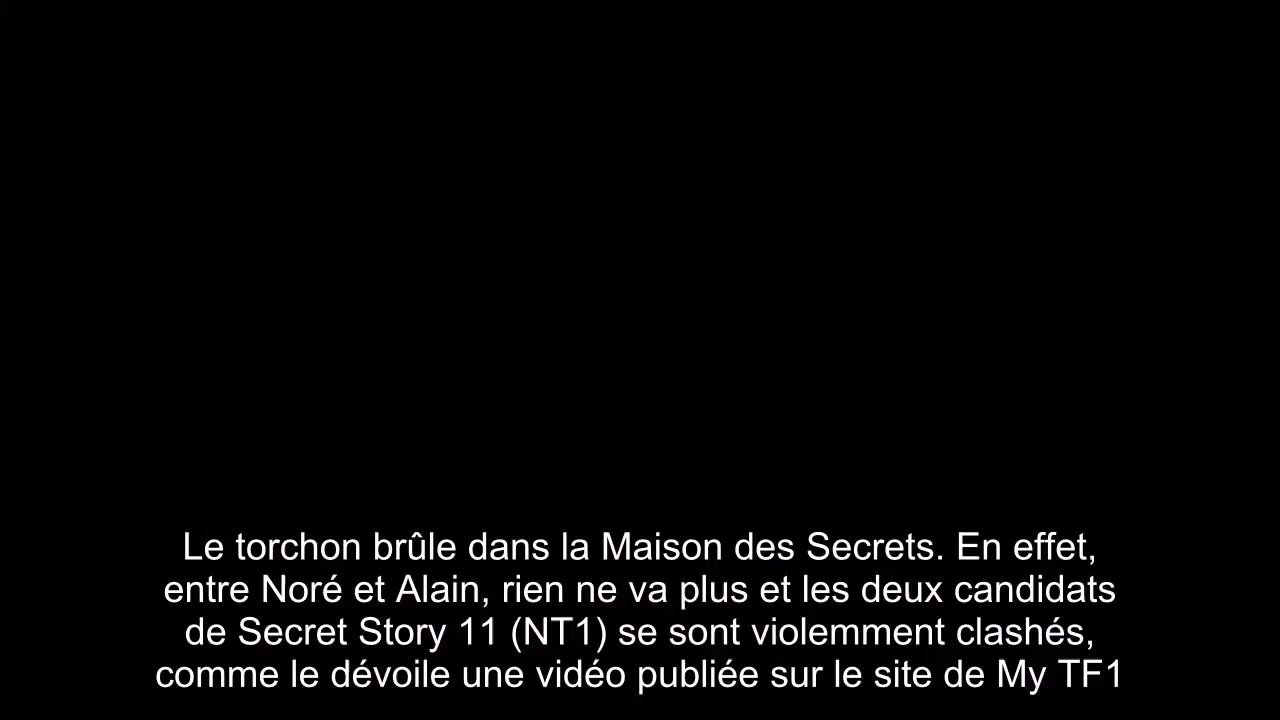 Le torchon brûle dans la Maison des Secrets. En effet,
entre Noré et Alain, rien ne va plus et les deux candidats
de Secret Story 11 (NT1) se sont violemment clashés,
comme le dévoile une vidéo publiée sur le site de My TF1